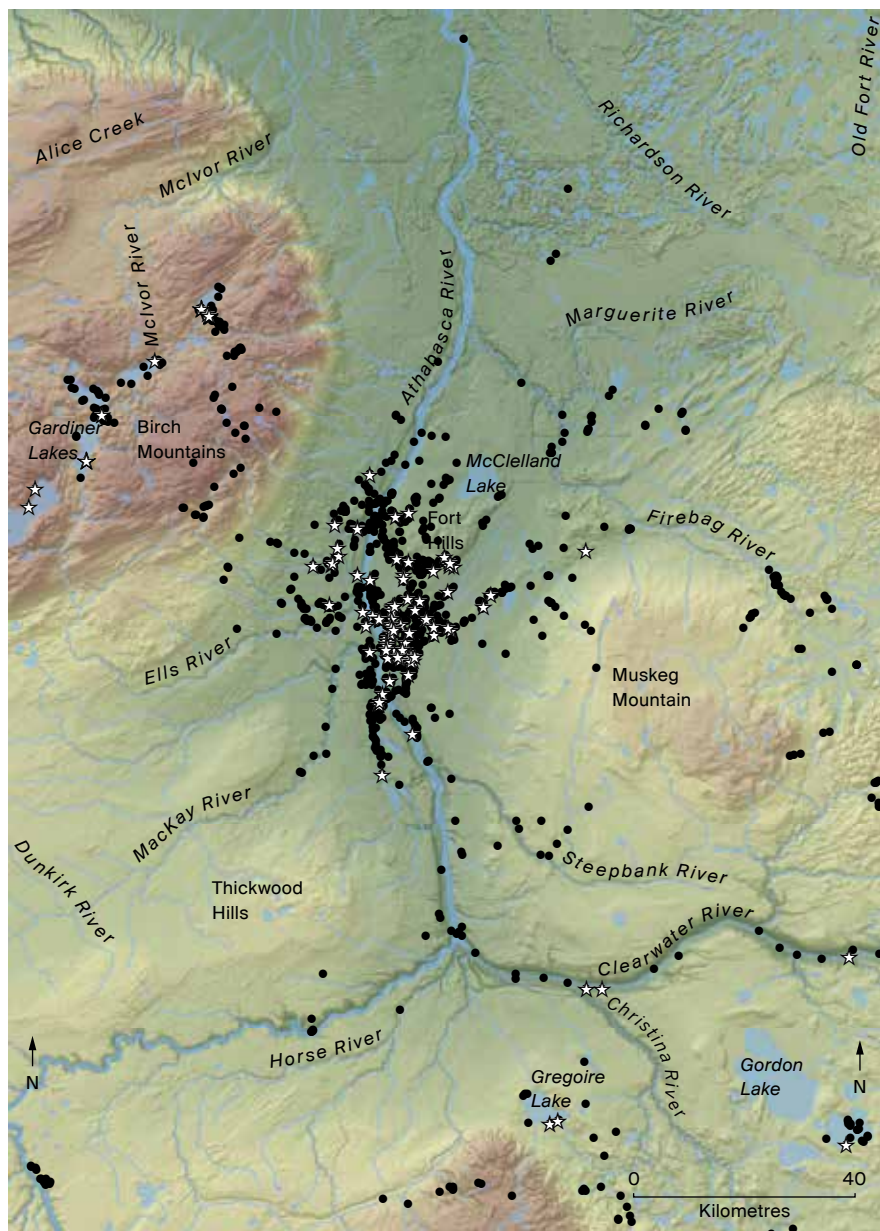 Old Fort River
Richardson River
Alice Creek
McIvor River
McIvor River
Athabasca River
Marguerite River
Gardiner
Lakes
Birch
Mountains
McClelland
Lake
Fort
Hills
Firebag River
Ells River
Muskeg
Mountain
MacKay River
Dunkirk River
Thickwood
Hills
Steepbank River
Clearwater River
Christina River
Horse River
N
Gregoire
Lake
Gordon
Lake
N
0
40
Kilometres